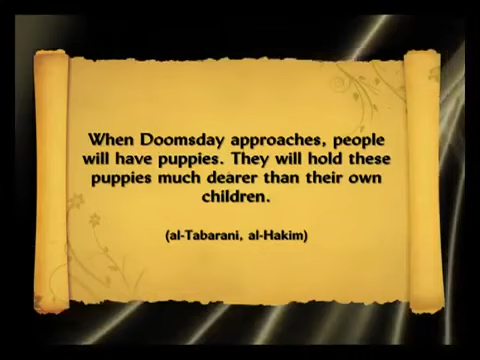 When Doomsday approaches, people
will have puppies. They will hold these
puppies much dearer than their own
children.
(al-Tabarani, al-Hakim)